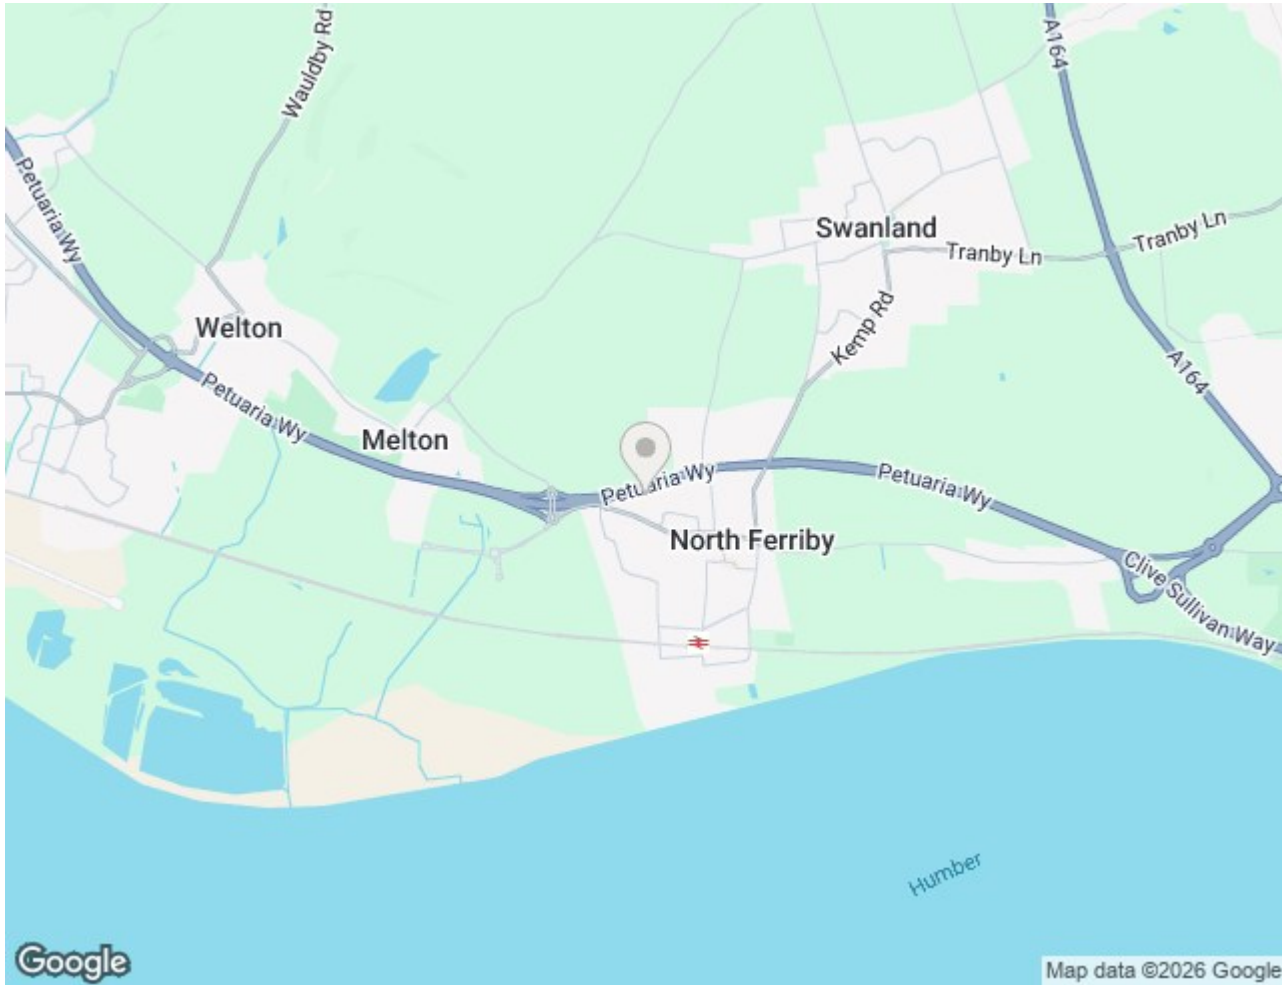 Wauldby Rd
A164
Petuaria Wy
Swanland
Tranby Ln
Tranby Ln
Welton
Kemp Rd
A164
Petuaria Wy
Melton
Petuaria Wy
Petuaria Wy
North Ferriby
Clive Sullivan Way
Humber
Google
Map data ©2026 Google